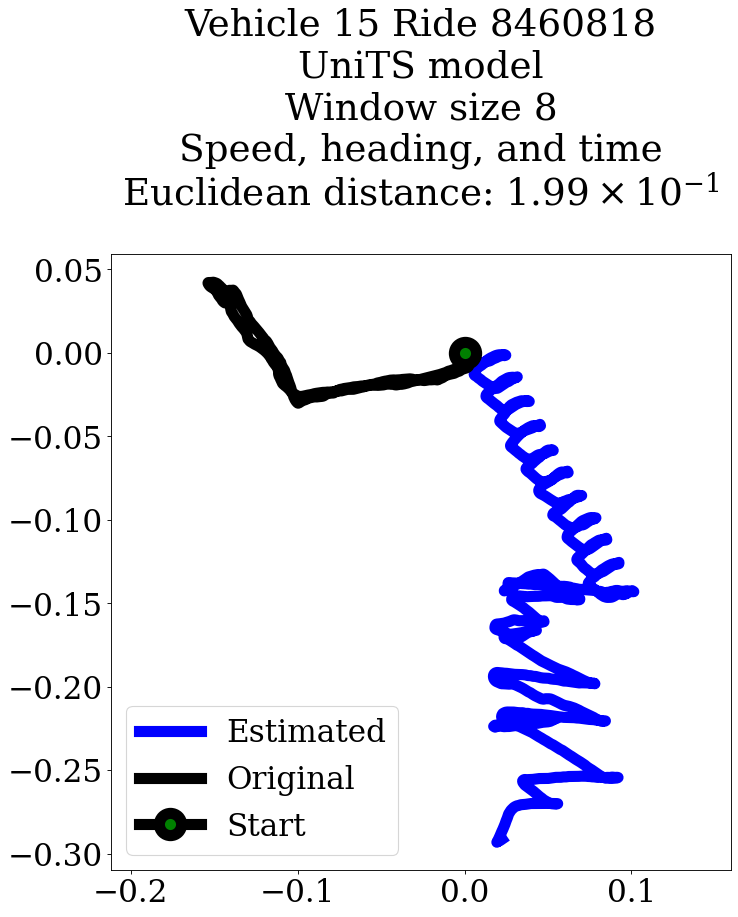 Vehicle 15 Ride 8460818
UniTS model
Window size 8
Speed, heading, and time
Euclidean distance: 1.99 × 10⁻¹
0.05
0.00
−0.05
−0.10
−0.15
−0.20
−0.25
−0.30
Estimated
Original
Start
−0.2
−0.1
0.0
0.1